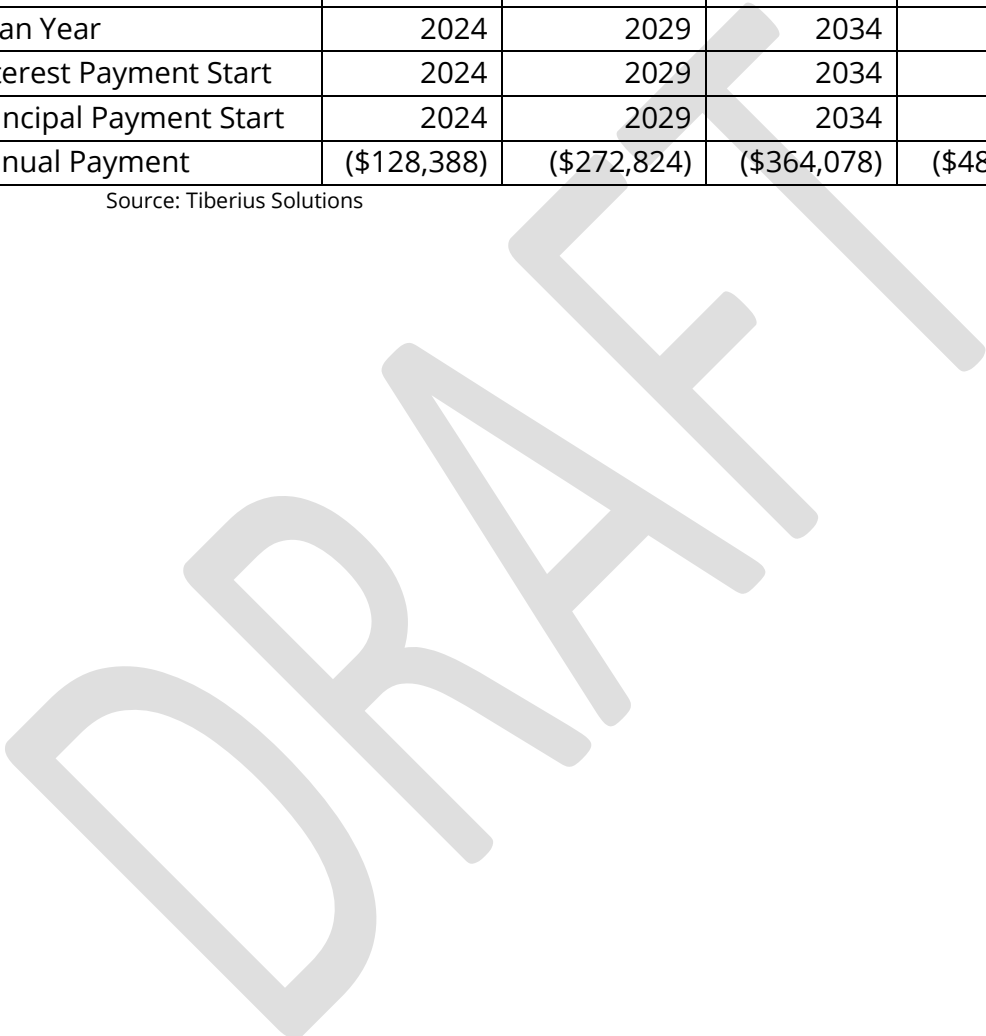 an Year 2024 2029 2034
terest Payment Start 2024 2029 2034
ncipal Payment Start 2024 2029 2034
nual Payment ($128,388) ($272,824) ($364,078) ($48
Source: Tiberius Solutions
DRAFT